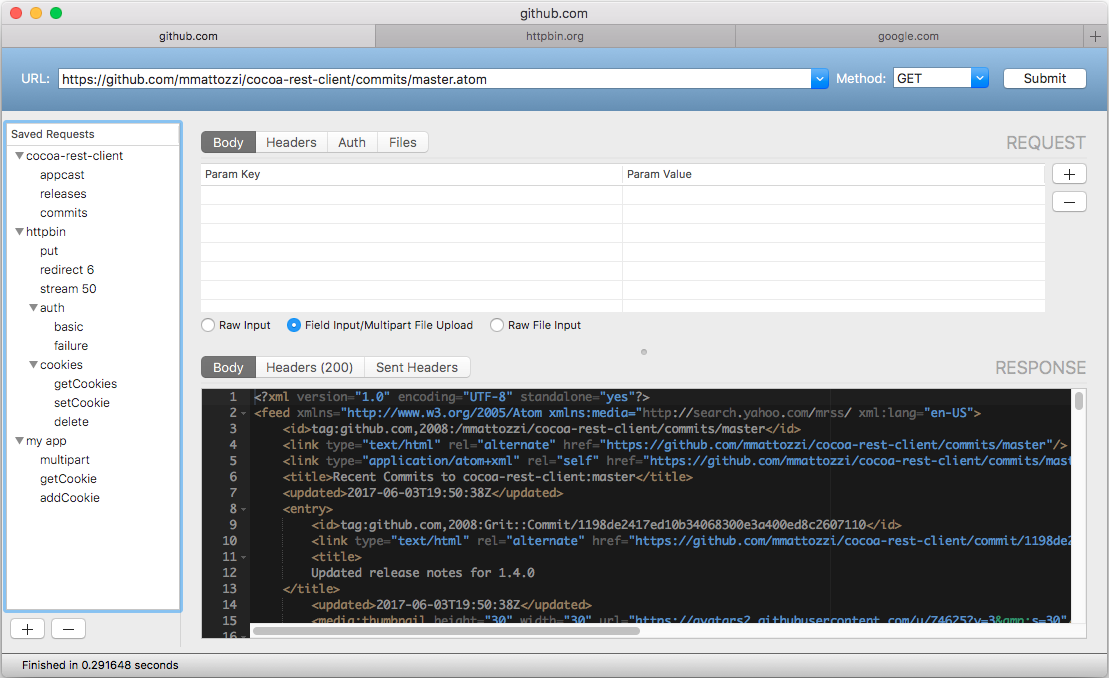 github.com
github.com httpbin.org google.com
URL: https://github.com/mmattozzi/cocoa-rest-client/commits/master.atom Method: GET Submit
Saved Requests
cocoa-rest-client
appcast
releases
commits
httpbin
put
redirect 6
stream 50
auth
basic
failure
cookies
getCookies
setCookie
delete
my app
multipart
getCookie
addCookie
Body Headers Auth Files REQUEST
Param Key Param Value
Raw Input Field Input/Multipart File Upload Raw File Input
Body Headers (200) Sent Headers RESPONSE
1 <?xml version="1.0" encoding="UTF-8" standalone="yes"?>
2 <feed xmlns="http://www.w3.org/2005/Atom xmlns:media="http://search.yahoo.com/mrss/ xml:lang="en-US">
3 <id>tag:github.com,2008:/mmattozzi/cocoa-rest-client/commits/master</id>
4 <link type="text/html" rel="alternate" href="https://github.com/mmattozzi/cocoa-rest-client/commits/master"/>
5 <link type="application/atom+xml" rel="self" href="https://github.com/mmattozzi/cocoa-rest-client/commits/mast
6 <title>Recent Commits to cocoa-rest-client:master</title>
7 <updated>2017-06-03T19:50:38Z</updated>
8 <entry>
9 <id>tag:github.com,2008:Grit::Commit/1198de2417ed10b34068300e3a400ed8c2607110</id>
10 <link type="text/html" rel="alternate" href="https://github.com/mmattozzi/cocoa-rest-client/commit/1198de2
11 <title>
12 Updated release notes for 1.4.0
13 </title>
14 <updated>2017-06-03T19:50:38Z</updated>
15 <media:thumbnail height="30" width="30" url="https://avatars2.githubusercontent.com/u/74625?v=3&amp;s=30"
16
Finished in 0.291648 seconds